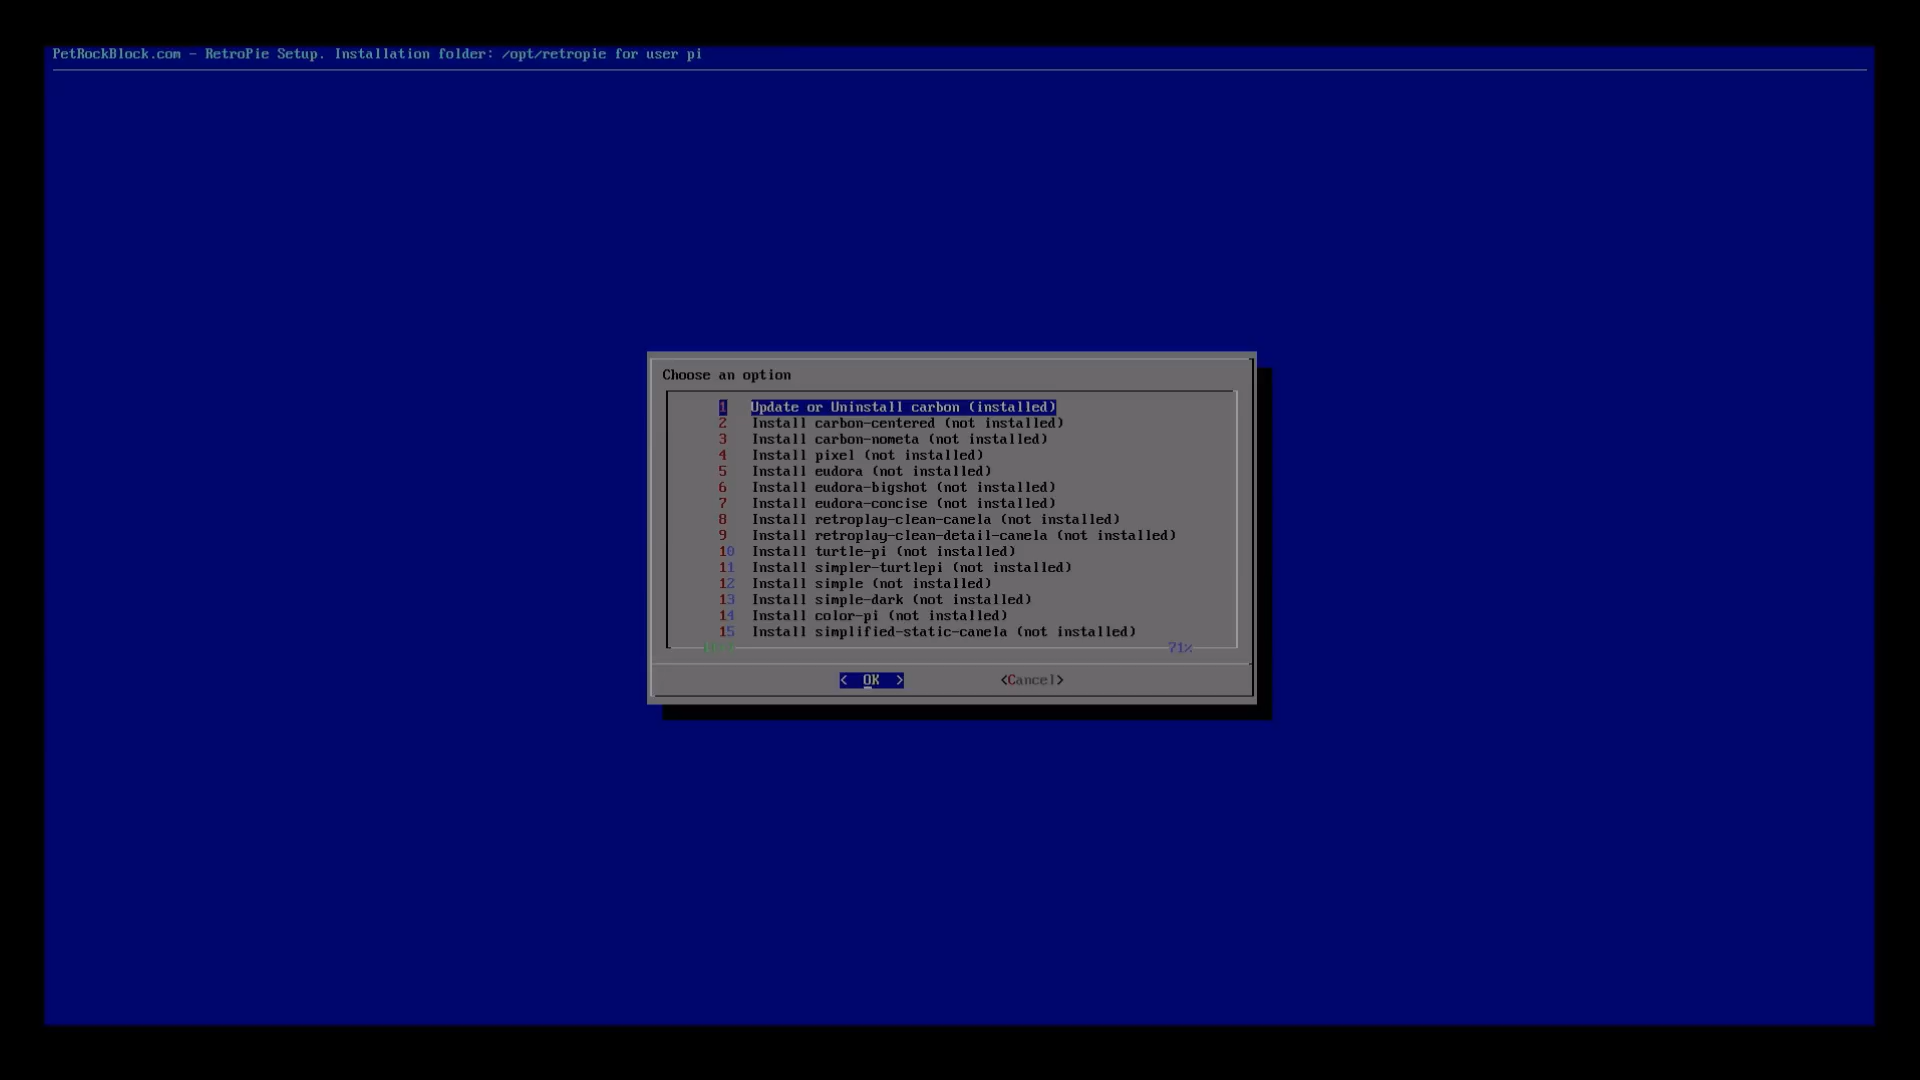 PetRockBlock.com - RetroPie Setup. Installation folder: /opt/retropie for user pi
Choose an option
1 Update or Uninstall carbon (installed)
2 Install carbon-centered (not installed)
3 Install carbon-nometa (not installed)
4 Install pixel (not installed)
5 Install eudora (not installed)
6 Install eudora-bigshot (not installed)
7 Install eudora-concise (not installed)
8 Install retroplay-clean-canela (not installed)
9 Install retroplay-clean-detail-canela (not installed)
10 Install turtle-pi (not installed)
11 Install simpler-turtlepi (not installed)
12 Install simple (not installed)
13 Install simple-dark (not installed)
14 Install color-pi (not installed)
15 Install simplified-static-canela (not installed)
71%
< OK > <Cancel>